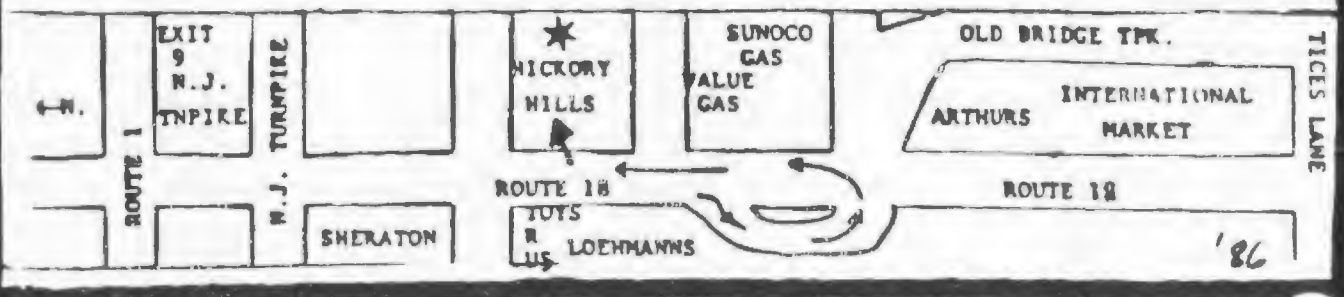 ←N.
ROUTE 1
EXIT
9
N.J.
TNPIKE
N.J. TURNPIKE
SHERATON
HICKORY
HILLS
ROUTE 18
TOYS
R
US
LOEHMANNS
SUNOCO
GAS
VALUE
GAS
OLD BRIDGE TPK.
ARTHURS
INTERNATIONAL
MARKET
ROUTE 18
TICES LANE
'86